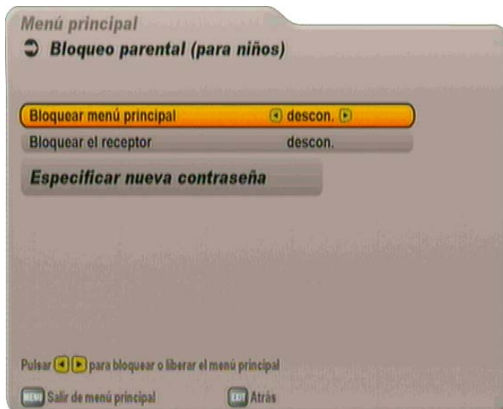 Menú principal
Bloqueo parental (para niños)
Bloquear menú principal descon.
Bloquear el receptor descon.
Especificar nueva contraseña
Pulsar para bloquear o liberar el menú principal
MENU Salir de menú principal EXIT Atrás